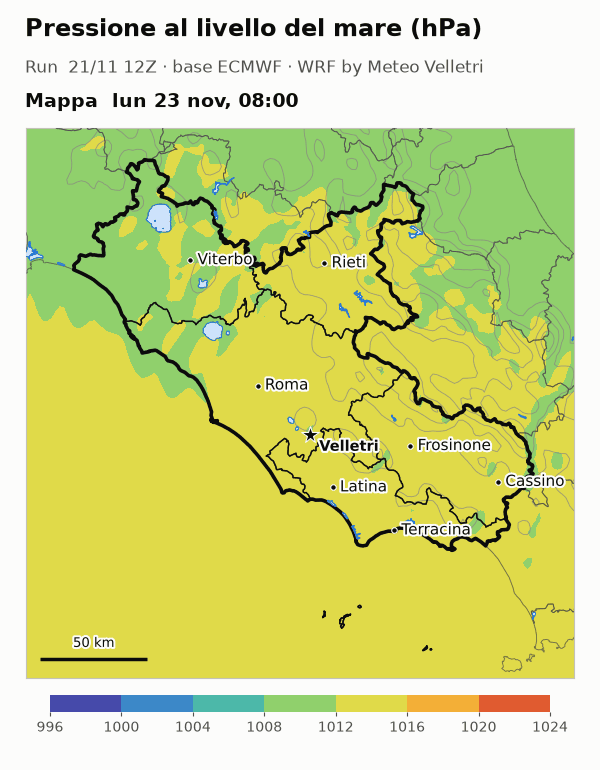 Pressione al livello del mare (hPa)
Run  21/11 12Z · base ECMWF · WRF by Meteo Velletri
Mappa  lun 23 nov, 08:00
Viterbo
Rieti
Roma
Velletri
Frosinone
Cassino
Latina
Terracina
50 km
996 1000 1004 1008 1012 1016 1020 1024